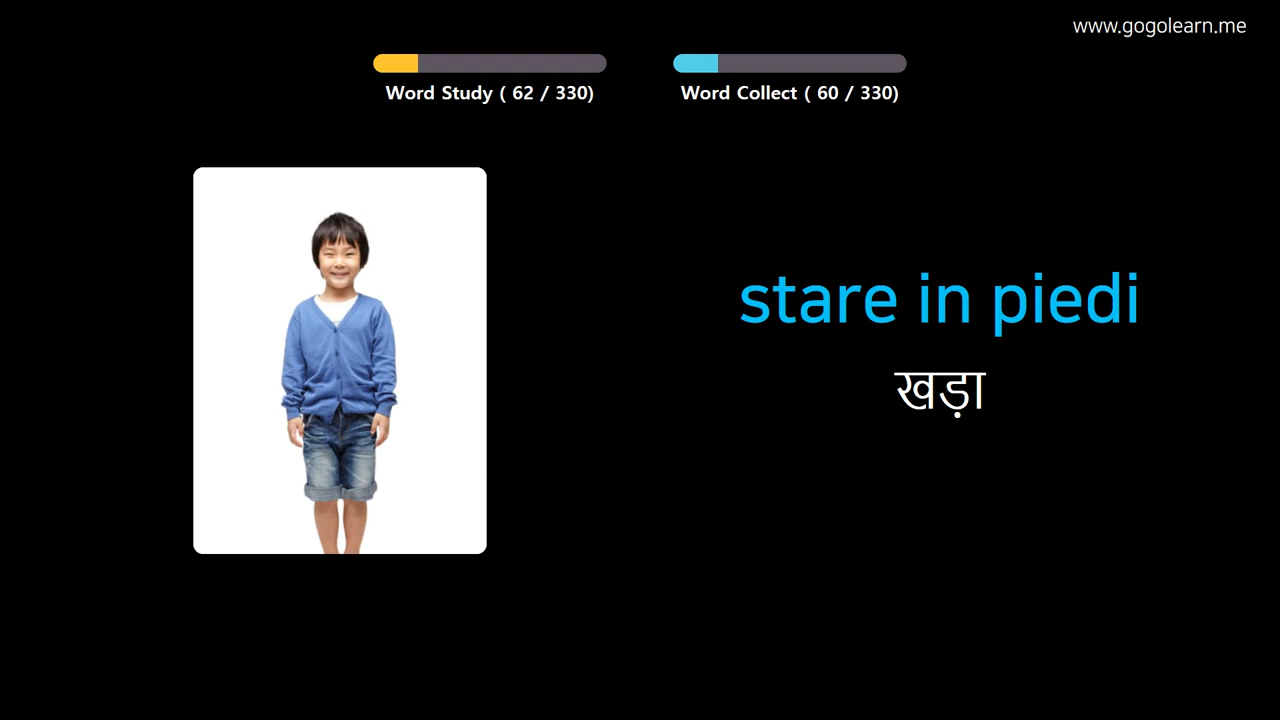 www.gogolearn.me
Word Study ( 62 / 330)
Word Collect ( 60 / 330)
stare in piedi
खड़ा